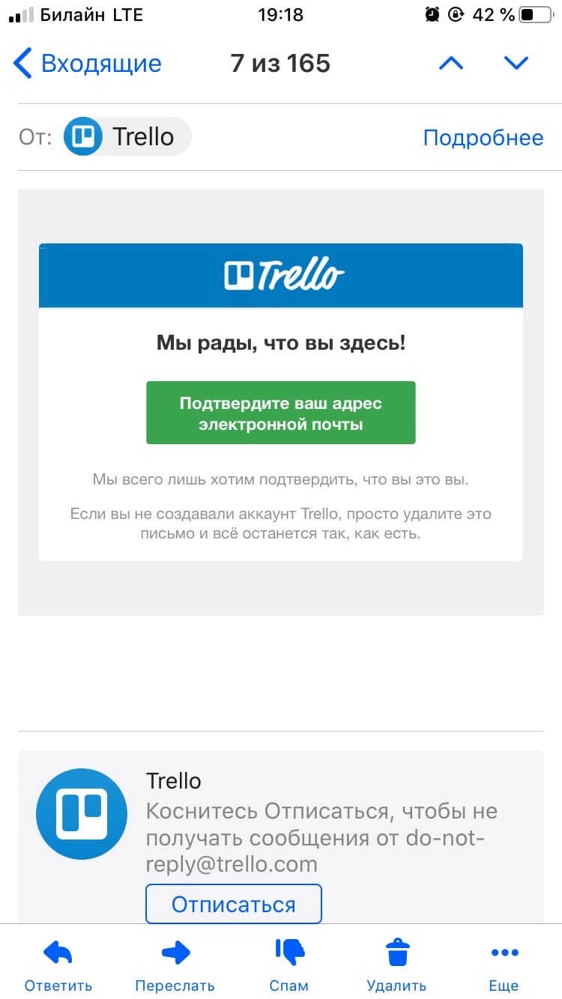 Билайн LTE 19:18 42 %
Входящие 7 из 165
От: Trello Подробнее
Trello
Мы рады, что вы здесь!
Подтвердите ваш адрес
электронной почты
Мы всего лишь хотим подтвердить, что вы это вы.
Если вы не создавали аккаунт Trello, просто удалите это
письмо и всё останется так, как есть.
Trello
Коснитесь Отписаться, чтобы не
получать сообщения от do-not-
reply@trello.com
Отписаться
Ответить Переслать Спам Удалить Еще